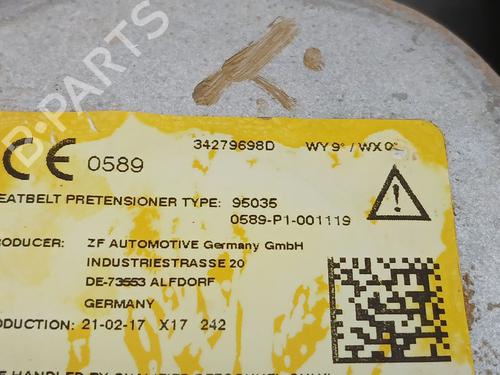 B-PARTS
CE 0589
34279698D WY 9° / WX 0°
EATBELT PRETENSIONER TYPE: 95035
0589-P1-001119
RODUCER: ZF AUTOMOTIVE Germany GmbH
INDUSTRIESTRASSE 20
DE-73553 ALFDORF
GERMANY
ODUCTION: 21-02-17 X17 242